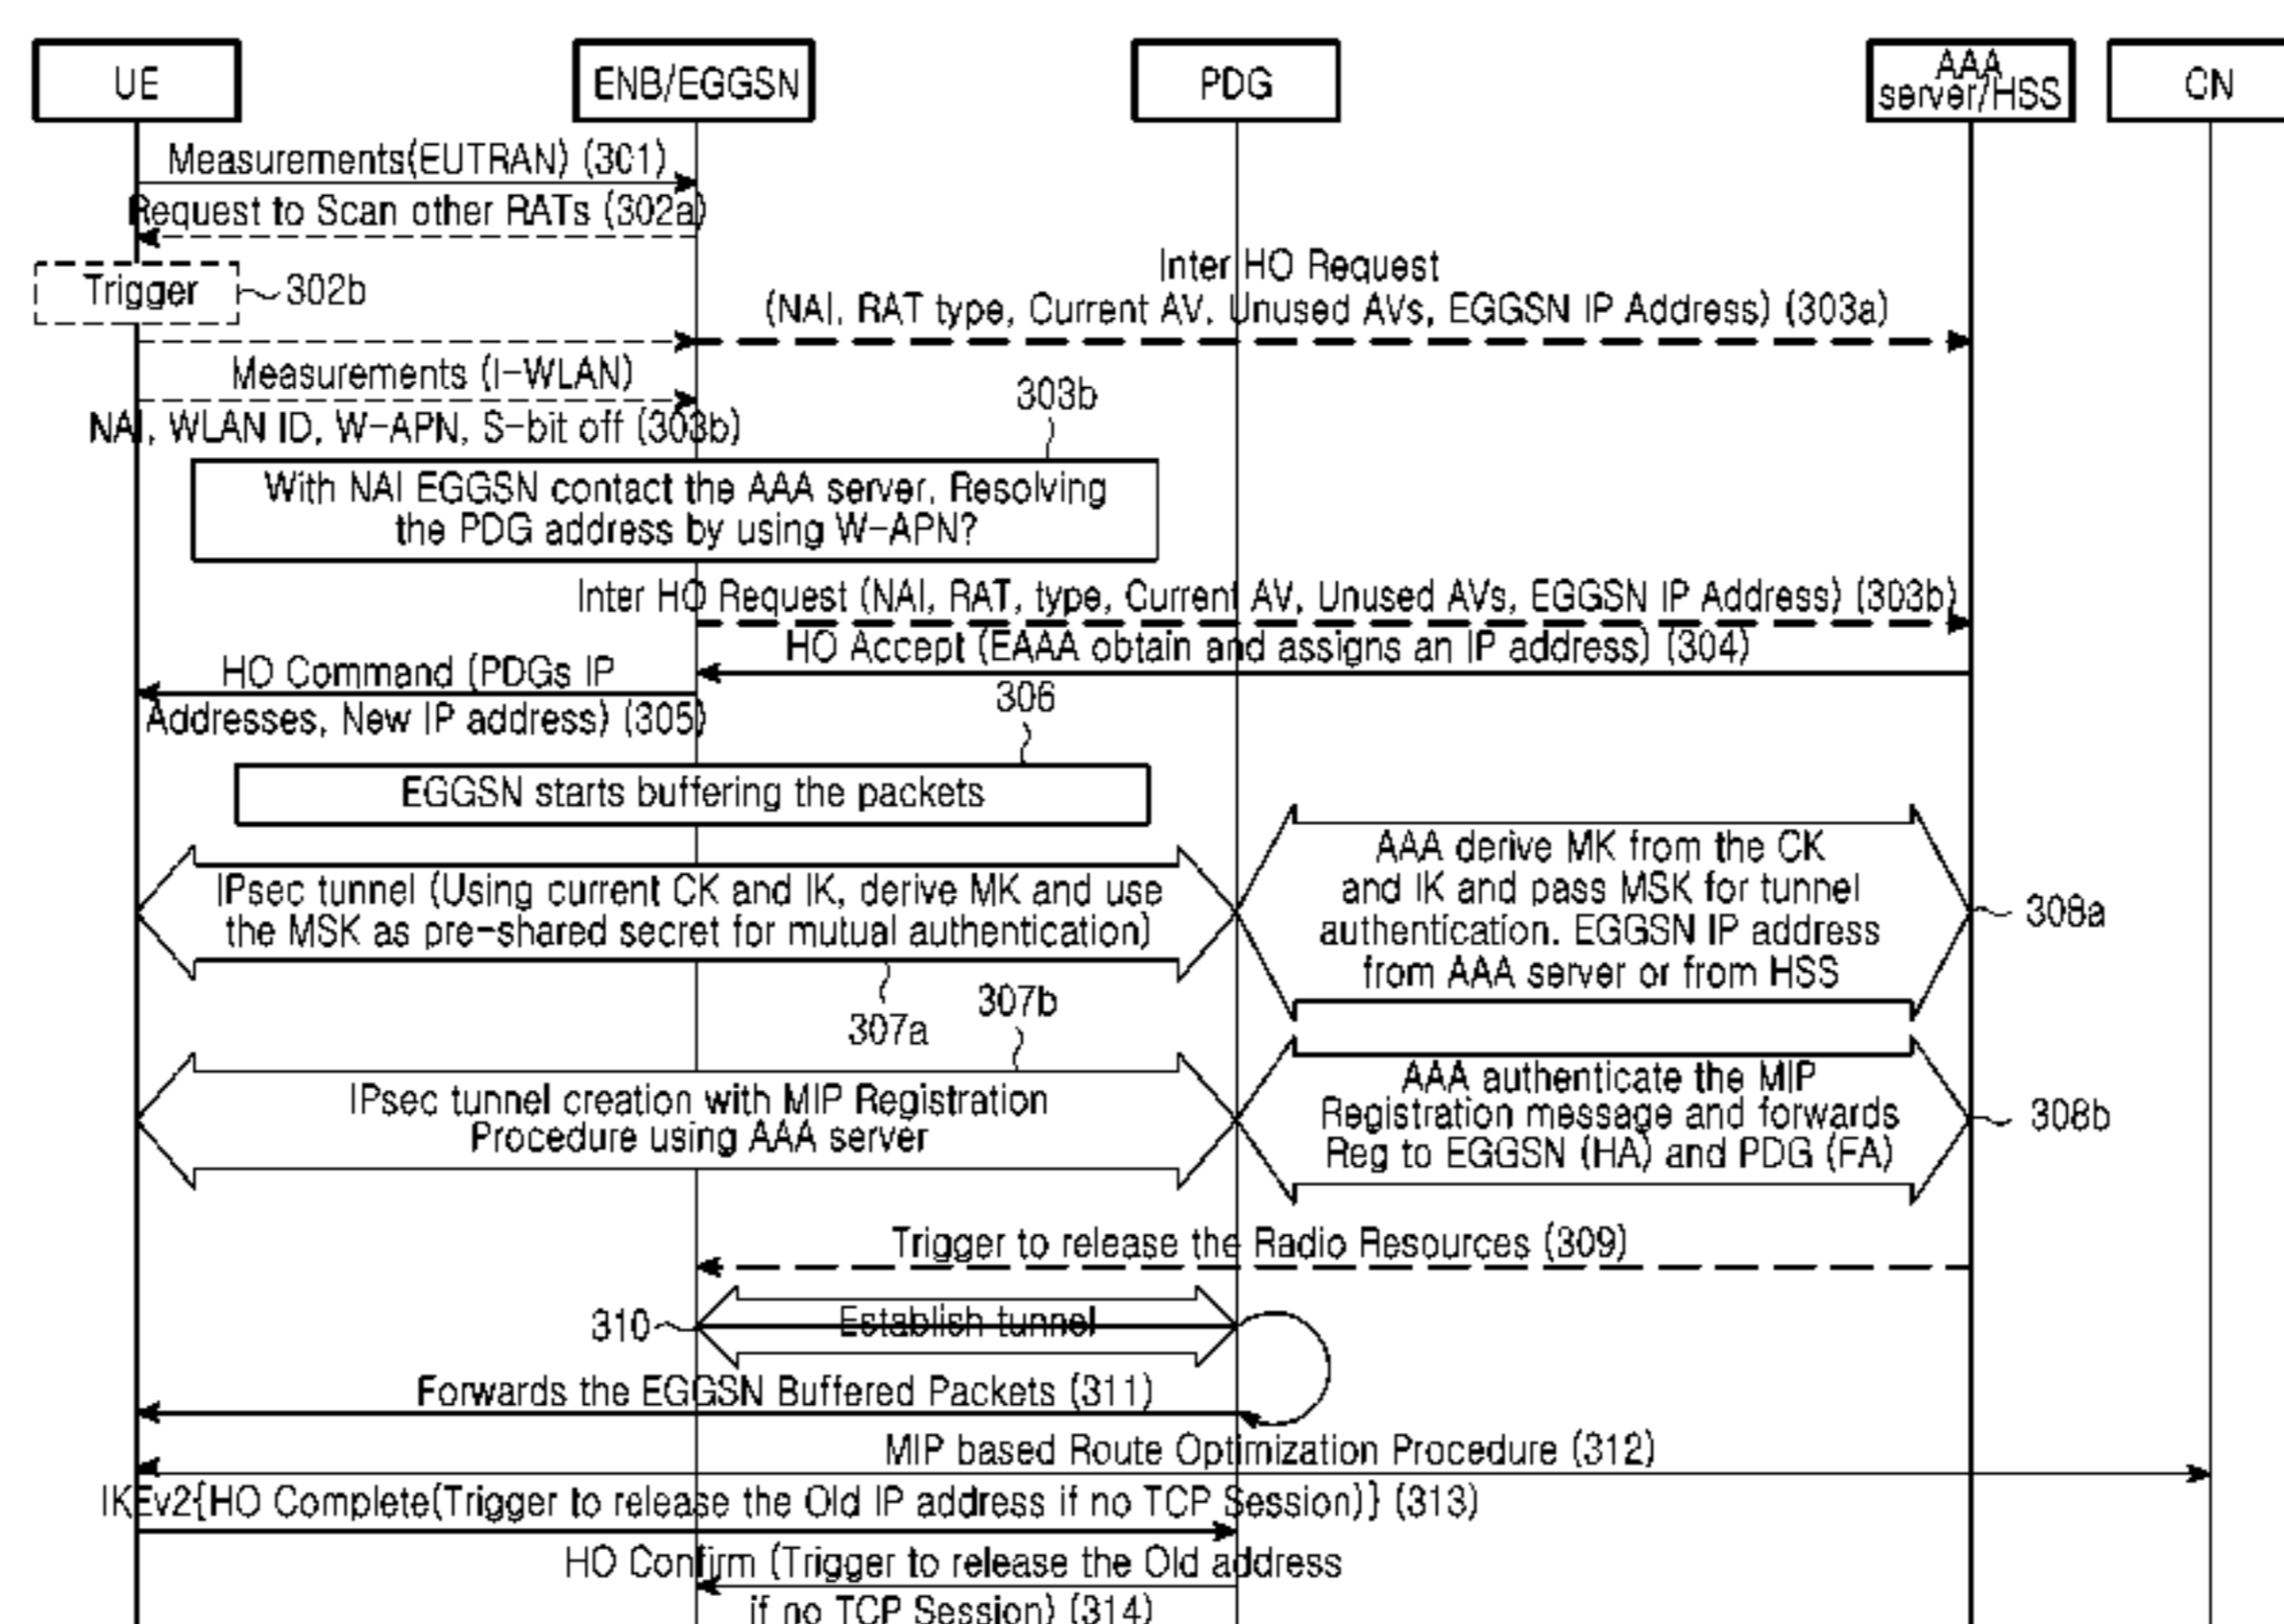 UE
ENB/EGGSN
PDG
AAA
server/HSS
CN
Measurements(EUTRAN) (301)
Request to Scan other RATs (302a)
Trigger
302b
Inter HO Request
(NAI, RAT type, Current AV, Unused AVs, EGGSN IP Address) (303a)
Measurements (I-WLAN)
NAI, WLAN ID, W-APN, S-bit off (303b)
303b
With NAI EGGSN contact the AAA server, Resolving
the PDG address by using W-APN?
Inter HO Request (NAI, RAT, type, Current AV, Unused AVs, EGGSN IP Address) (303b)
HO Accept (EAAA obtain and assigns an IP address) (304)
HO Command (PDGs IP
Addresses, New IP address) (305)
306
EGGSN starts buffering the packets
IPsec tunnel (Using current CK and IK, derive MK and use
the MSK as pre-shared secret for mutual authentication)
307a
AAA derive MK from the CK
and IK and pass MSK for tunnel
authentication. EGGSN IP address
from AAA server or from HSS
308a
307b
IPsec tunnel creation with MIP Registration
Procedure using AAA server
AAA authenticate the MIP
Registration message and forwards
Reg to EGGSN (HA) and PDG (FA)
308b
Trigger to release the Radio Resources (309)
310
Establish tunnel
Forwards the EGGSN Buffered Packets (311)
MIP based Route Optimization Procedure (312)
IKEv2{HO Complete(Trigger to release the Old IP address if no TCP Session)} (313)
HO Confirm (Trigger to release the Old address
if no TCP Session) (314)